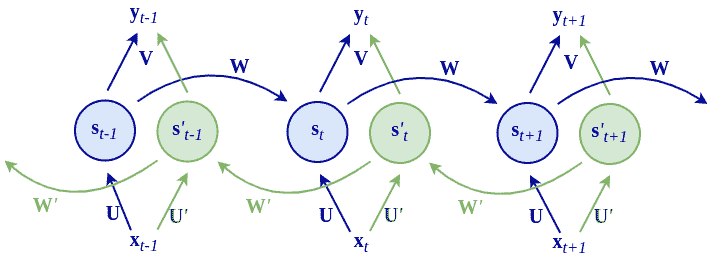 y_{t-1} y_t y_{t+1}
V W V W V W
s_{t-1} s'_{t-1} s_t s'_t s_{t+1} s'_{t+1}
W' U U' W' U U' W' U U'
x_{t-1} x_t x_{t+1}